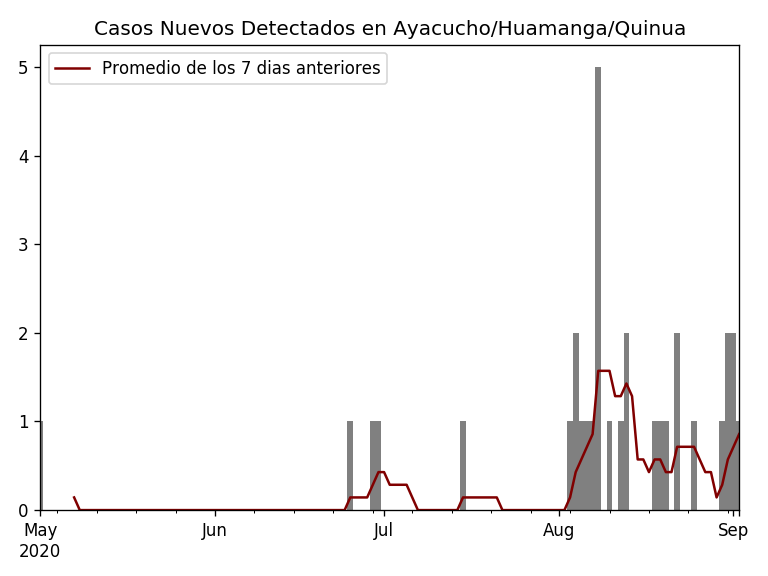 Casos Nuevos Detectados en Ayacucho/Huamanga/Quinua
Promedio de los 7 dias anteriores
5
4
3
2
1
0
May Jun Jul Aug Sep
2020